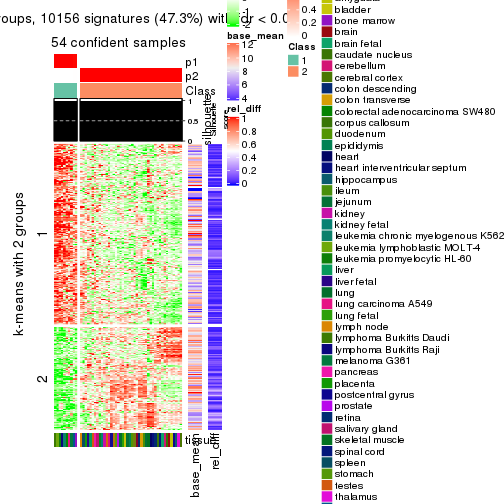 oups, 10156 signatures (47.3%) with fdr < 0.0
54 confident samples
p1
p2
Class
1
0.5
0
silhouette
k-means with 2 groups
1
2
tissue
base_mean
rel_diff
-2
base_mean
12
10
8
6
4
rel_diff
1
0.8
0.6
0.4
0.2
0
0.4
0.2
0
Class
1
2
bladder
bone marrow
brain
brain fetal
caudate nucleus
cerebellum
cerebral cortex
colon descending
colon transverse
colorectal adenocarcinoma SW480
corpus callosum
duodenum
epididymis
heart
heart interventricular septum
hippocampus
ileum
jejunum
kidney
kidney fetal
leukemia chronic myelogenous K562
leukemia lymphoblastic MOLT-4
leukemia promyelocytic HL-60
liver
liver fetal
lung
lung carcinoma A549
lung fetal
lymph node
lymphoma Burkitts Daudi
lymphoma Burkitts Raji
melanoma G361
pancreas
placenta
postcentral gyrus
prostate
retina
salivary gland
skeletal muscle
spinal cord
spleen
stomach
testes
thalamus